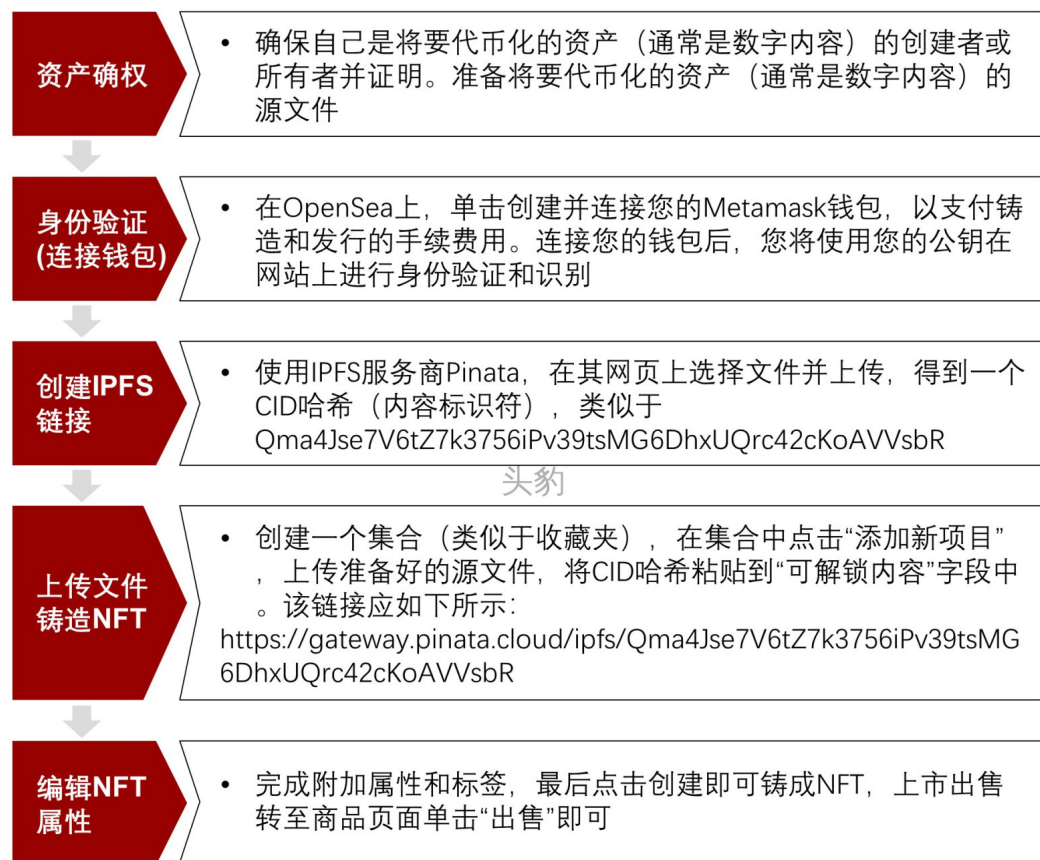 资产确权
• 确保自己是将要代币化的资产（通常是数字内容）的创建者或
所有者并证明。准备将要代币化的资产（通常是数字内容）的
源文件
身份验证
(连接钱包)
• 在OpenSea上，单击创建并连接您的Metamask钱包，以支付铸
造和发行的手续费用。连接您的钱包后，您将使用您的公钥在
网站上进行身份验证和识别
创建IPFS
链接
• 使用IPFS服务商Pinata，在其网页上选择文件并上传，得到一个
CID哈希（内容标识符），类似于
Qma4Jse7V6tZ7k3756iPv39tsMG6DhxUQrc42cKoAVVsbR
头豹
上传文件
铸造NFT
• 创建一个集合（类似于收藏夹），在集合中点击“添加新项目”
，上传准备好的源文件，将CID哈希粘贴到“可解锁内容”字段中
。该链接应如下所示：
https://gateway.pinata.cloud/ipfs/Qma4Jse7V6tZ7k3756iPv39tsMG
6DhxUQrc42cKoAVVsbR
编辑NFT
属性
• 完成附加属性和标签，最后点击创建即可铸成NFT，上市出售
转至商品页面单击“出售”即可